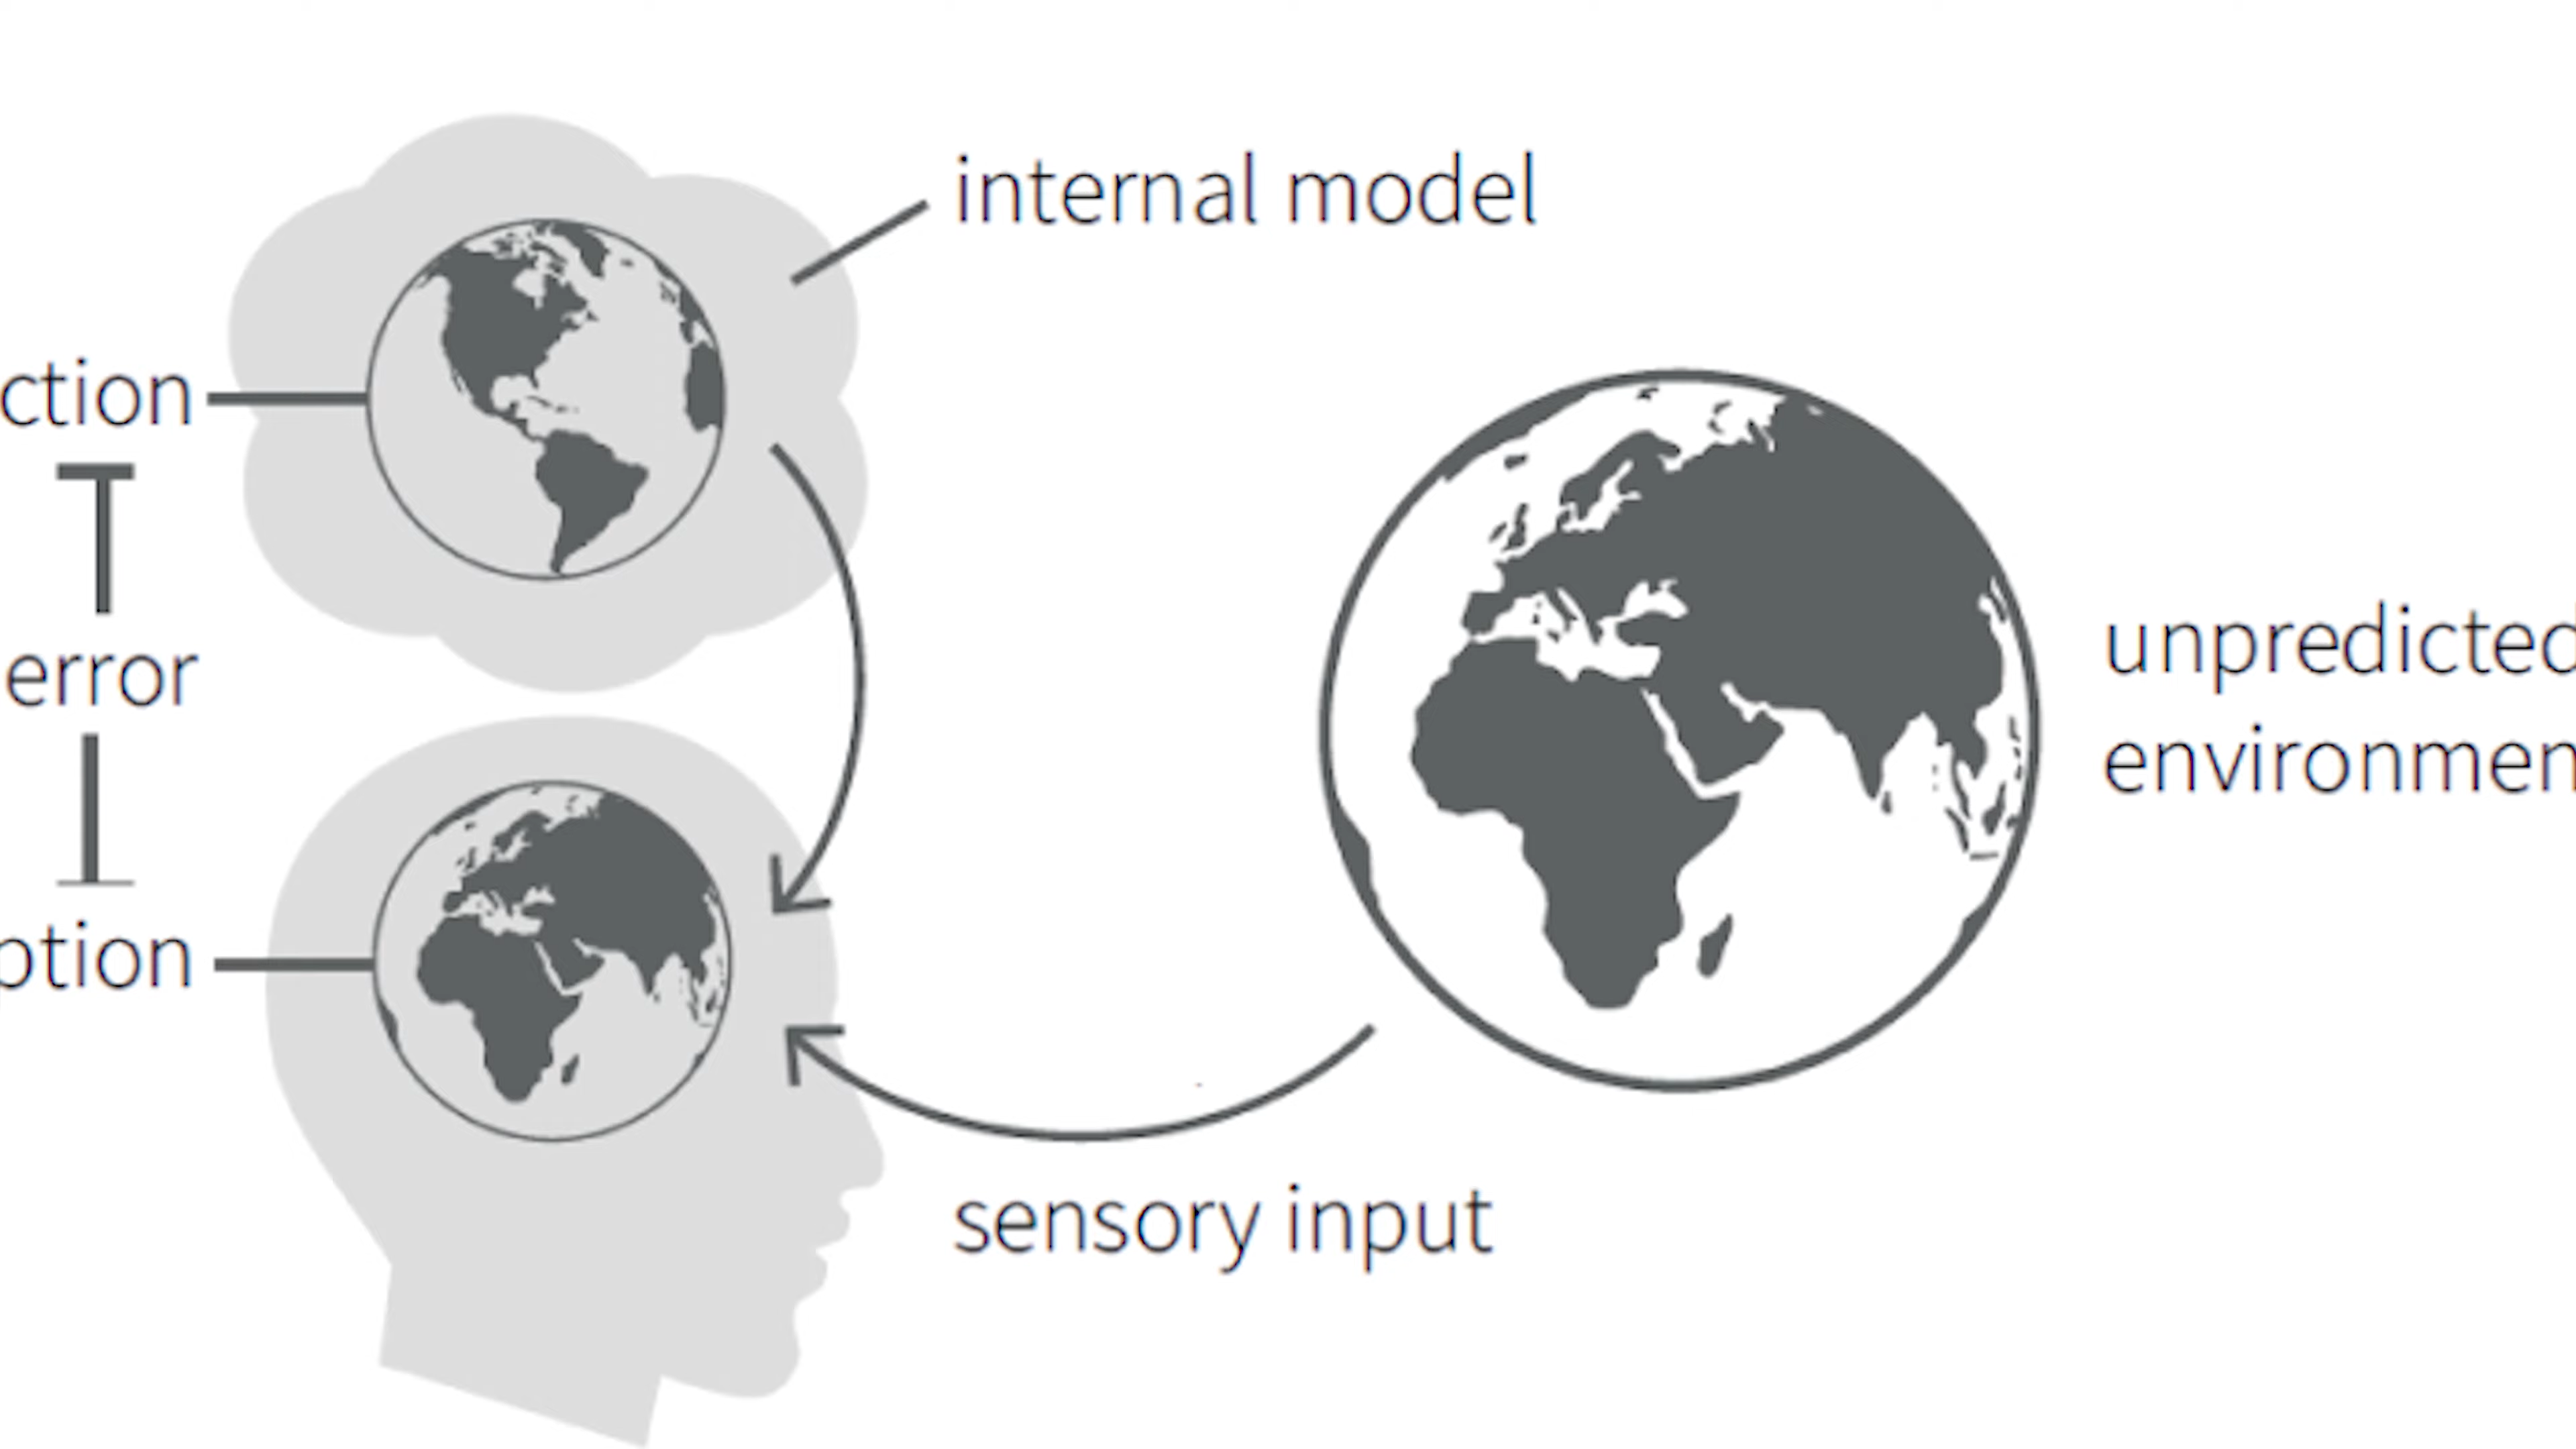 internal model
ction
error
unpredicted
environmen
ption
sensory input